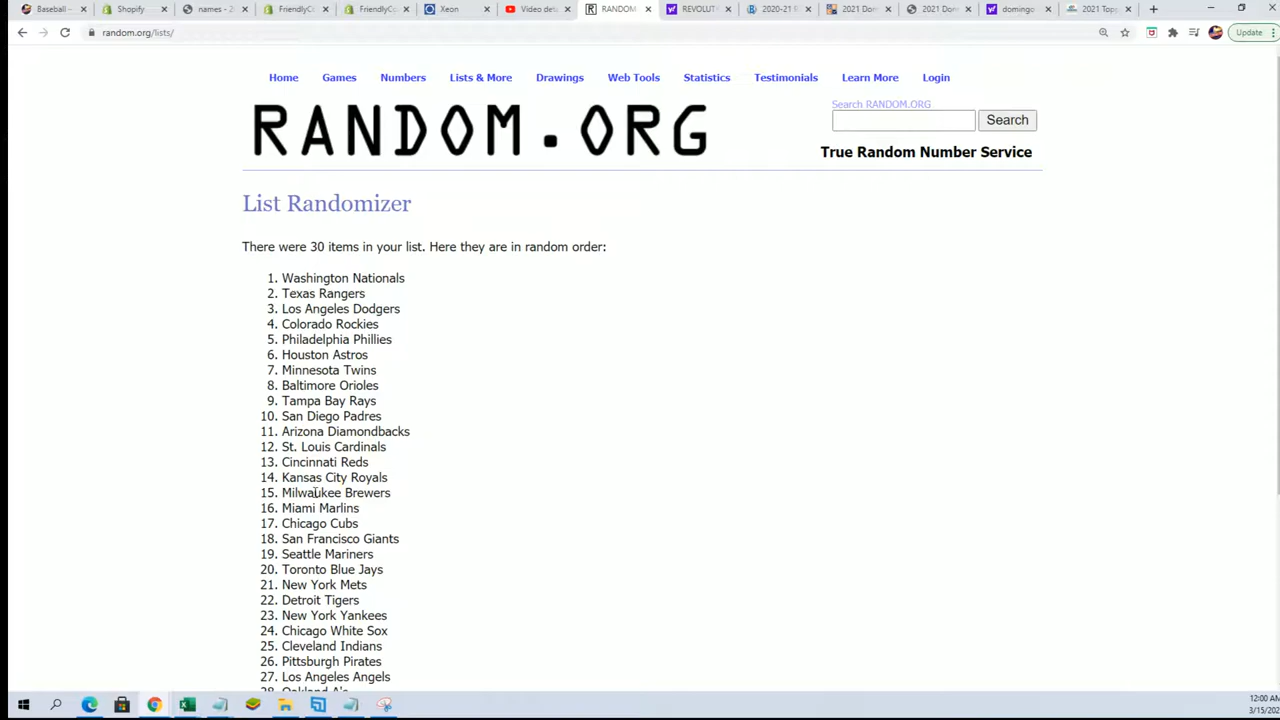 Baseball -
Shopify
names - 2
FriendlyCo
FriendlyCo
Xeon
Video deta
RANDOM
REVOLUT
2020-21 R
2021 Don
2021 Don
domingo
2021 Topp
random.org/lists/
Update
Home Games Numbers Lists & More Drawings Web Tools Statistics Testimonials Learn More Login
RANDOM.ORG
Search RANDOM.ORG
Search
True Random Number Service
List Randomizer
There were 30 items in your list. Here they are in random order:
1. Washington Nationals
2. Texas Rangers
3. Los Angeles Dodgers
4. Colorado Rockies
5. Philadelphia Phillies
6. Houston Astros
7. Minnesota Twins
8. Baltimore Orioles
9. Tampa Bay Rays
10. San Diego Padres
11. Arizona Diamondbacks
12. St. Louis Cardinals
13. Cincinnati Reds
14. Kansas City Royals
15. Milwaukee Brewers
16. Miami Marlins
17. Chicago Cubs
18. San Francisco Giants
19. Seattle Mariners
20. Toronto Blue Jays
21. New York Mets
22. Detroit Tigers
23. New York Yankees
24. Chicago White Sox
25. Cleveland Indians
26. Pittsburgh Pirates
27. Los Angeles Angels
28. Oakland A's
12:00 AM
3/15/202